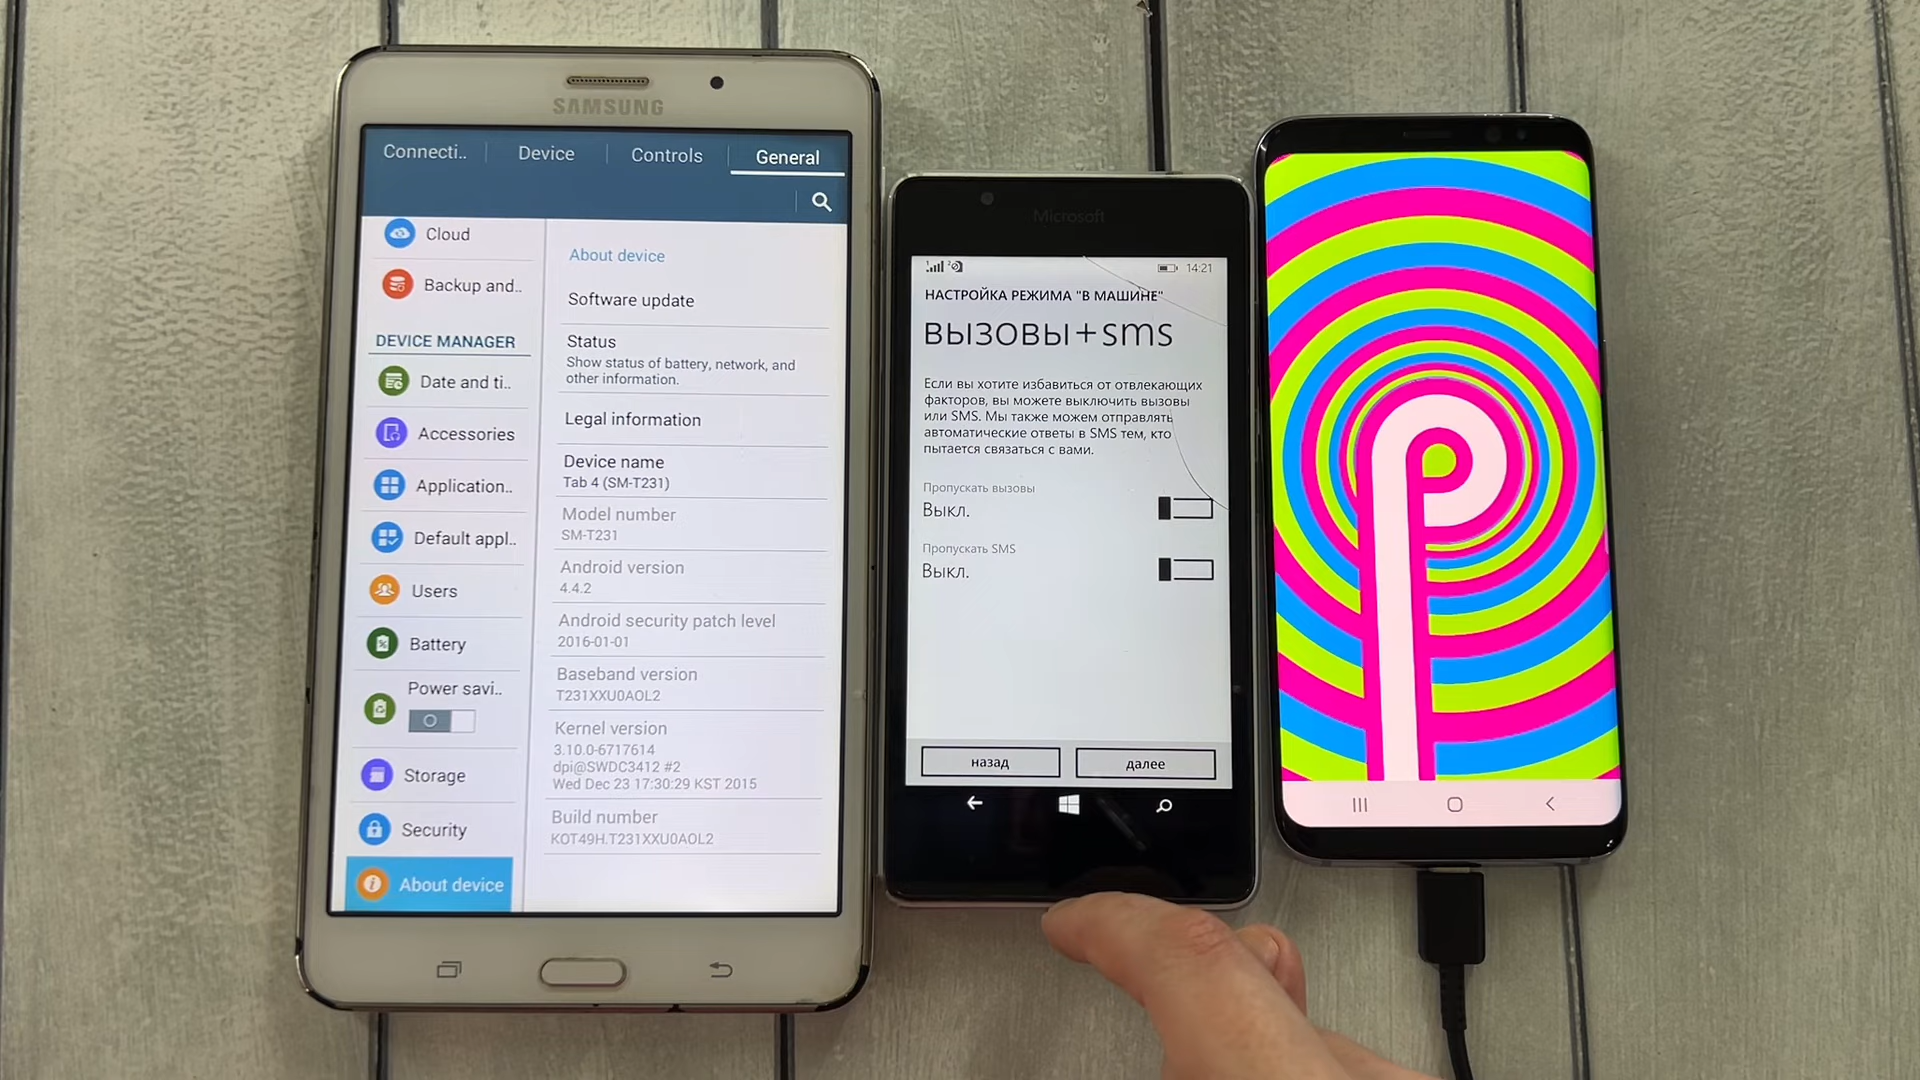 SAMSUNG
Connecti..
Device
Controls
General
Cloud
Backup and..
DEVICE MANAGER
Date and ti..
Accessories
Application..
Default appl..
Users
Battery
Power savi..
Storage
Security
About device
About device
Software update
Status
Show status of battery, network, and
other information.
Legal information
Device name
Tab 4 (SM-T231)
Model number
SM-T231
Android version
4.4.2
Android security patch level
2016-01-01
Baseband version
T231XXU0AOL2
Kernel version
3.10.0-6717614
dpi@SWDC3412 #2
Wed Dec 23 17:30:29 KST 2015
Build number
KOT49H.T231XXU0AOL2
Microsoft
14:21
НАСТРОЙКА РЕЖИМА "В МАШИНЕ"
вызовы+sms
Если вы хотите избавиться от отвлекающих
факторов, вы можете выключить вызовы
или SMS. Мы также можем отправлять
автоматические ответы в SMS тем, кто
пытается связаться с вами.
Пропускать вызовы
Выкл.
Пропускать SMS
Выкл.
назад
далее